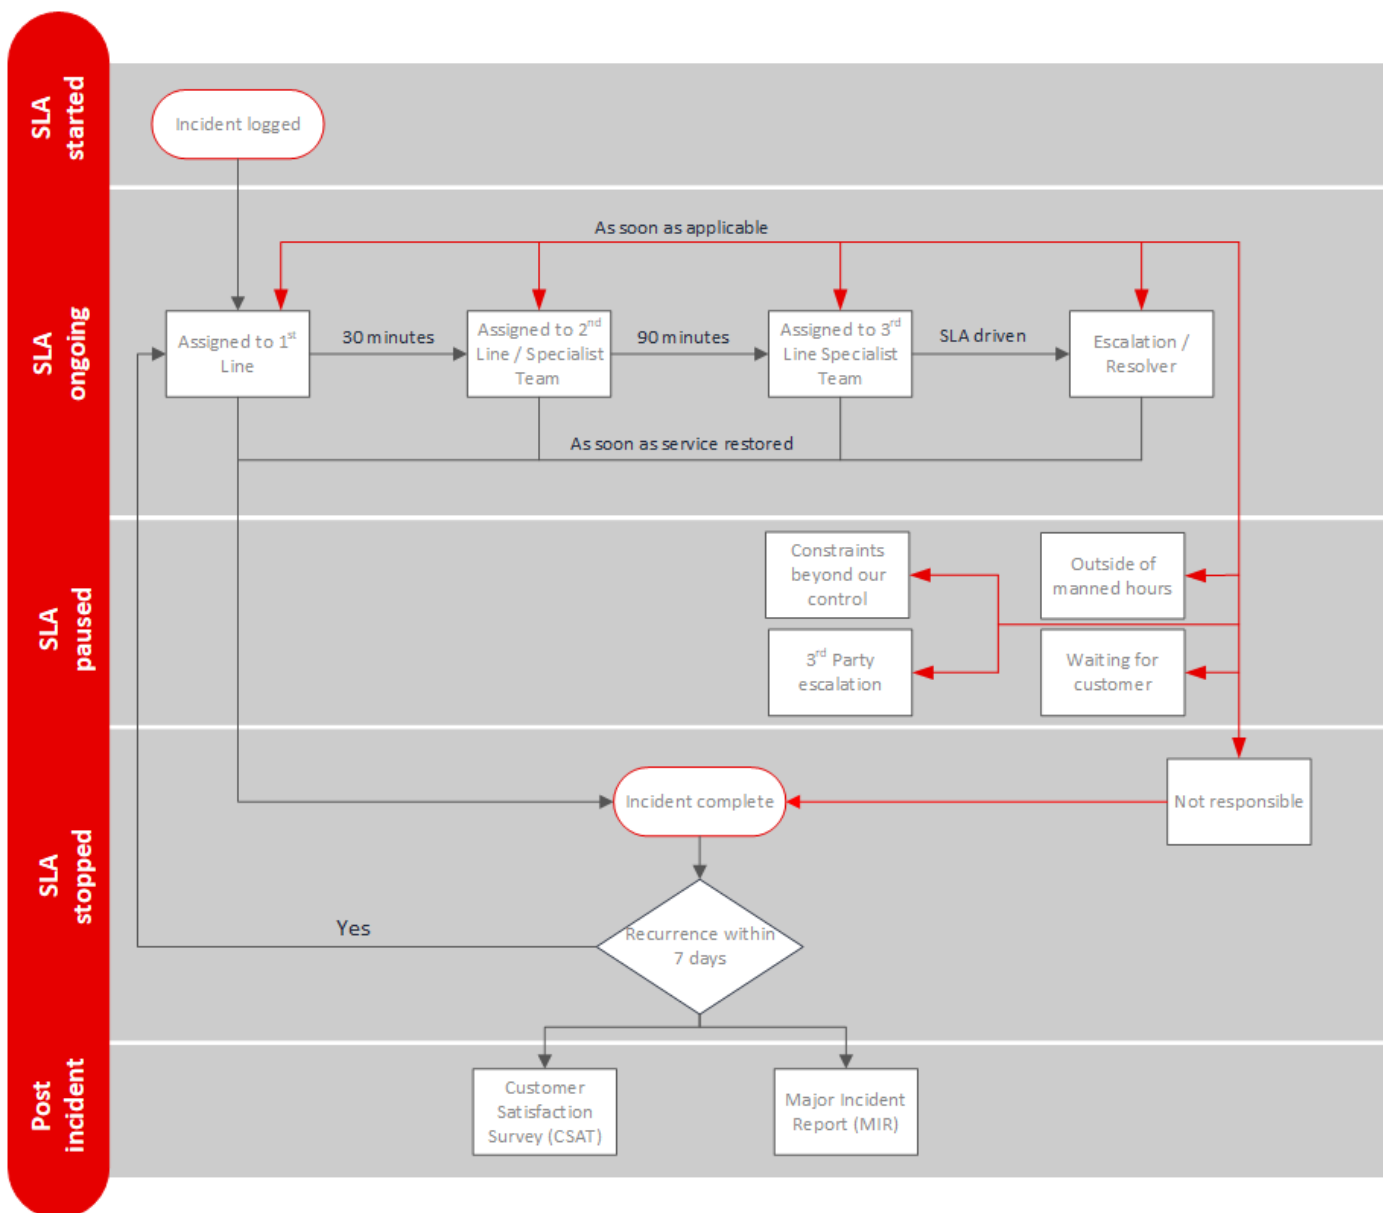 SLA
started
Incident logged
As soon as applicable
SLA
ongoing
Assigned to 1st
Line
30 minutes
Assigned to 2nd
Line / Specialist
Team
90 minutes
Assigned to 3rd
Line Specialist
Team
SLA driven
Escalation /
Resolver
As soon as service restored
SLA
paused
Constraints
beyond our
control
Outside of
manned hours
3rd Party
escalation
Waiting for
customer
SLA
stopped
Incident complete
Not responsible
Yes
Recurrence within
7 days
Post
incident
Customer
Satisfaction
Survey (CSAT)
Major Incident
Report (MIR)